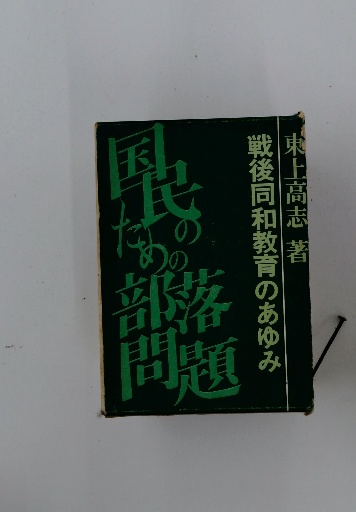 東上高志 著
戦後同和教育のあゆみ
国民のための部落問題